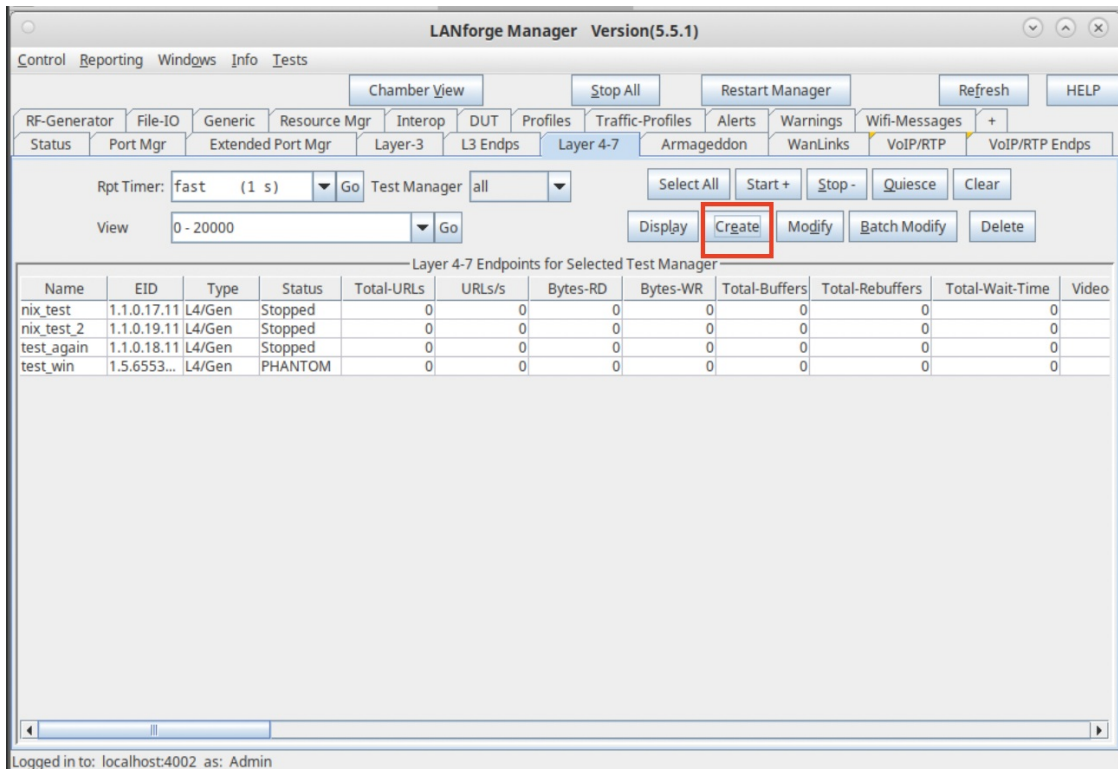 LANforge Manager Version(5.5.1)
Control Reporting Windows Info Tests
Chamber View Stop All Restart Manager Refresh HELP
RF-Generator File-IO Generic Resource Mgr Interop DUT Profiles Traffic-Profiles Alerts Warnings Wifi-Messages +
Status Port Mgr Extended Port Mgr Layer-3 L3 Endps Layer 4-7 Armageddon WanLinks VoIP/RTP VoIP/RTP Endps
Rpt Timer: fast (1 s) Go Test Manager all Select All Start + Stop - Quiesce Clear
View 0 - 20000 Go Display Create Modify Batch Modify Delete
Layer 4-7 Endpoints for Selected Test Manager
Name EID Type Status Total-URLs URLs/s Bytes-RD Bytes-WR Total-Buffers Total-Rebuffers Total-Wait-Time Video
nix_test 1.1.0.17.11 L4/Gen Stopped 0 0 0 0 0 0 0
nix_test_2 1.1.0.19.11 L4/Gen Stopped 0 0 0 0 0 0 0
test_again 1.1.0.18.11 L4/Gen Stopped 0 0 0 0 0 0 0
test_win 1.5.6553... L4/Gen PHANTOM 0 0 0 0 0 0 0
Logged in to: localhost:4002 as: Admin